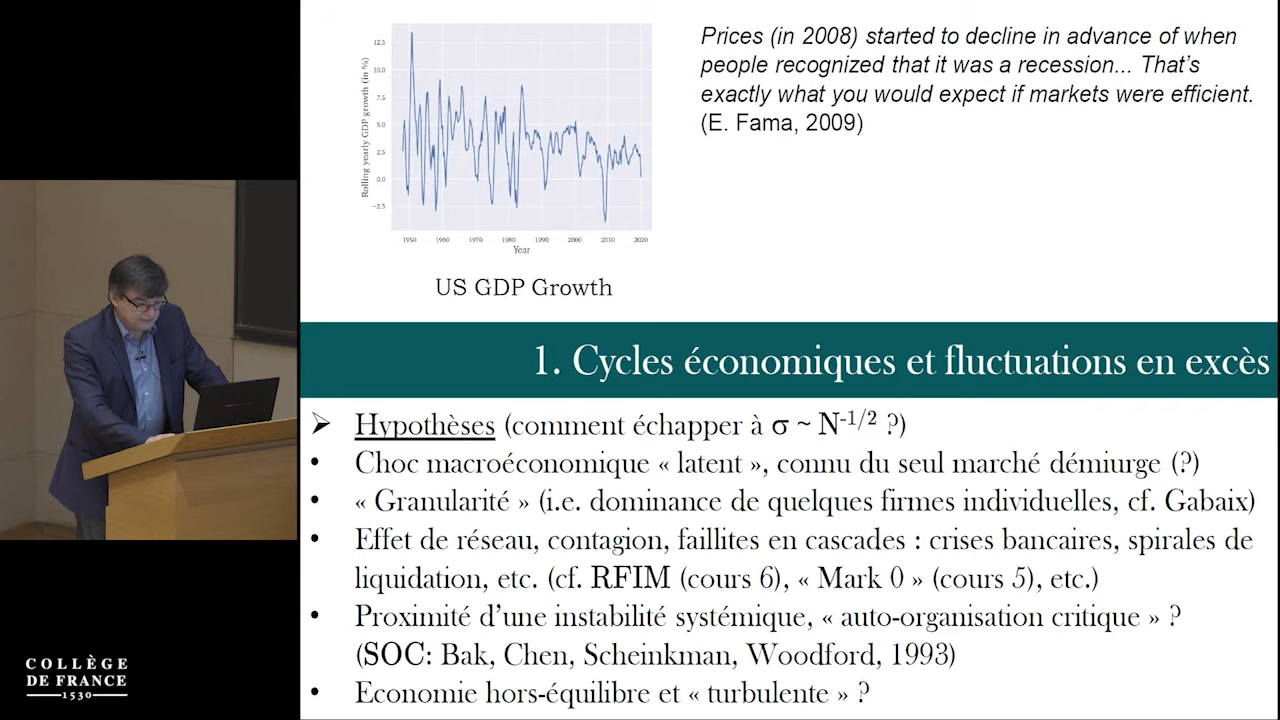 12.5
10.0
7.5
5.0
2.5
0.0
−2.5
Rolling yearly GDP growth (in %)
1950 1960 1970 1980 1990 2000 2010 2020
Year
US GDP Growth
Prices (in 2008) started to decline in advance of when
people recognized that it was a recession... That's
exactly what you would expect if markets were efficient.
(E. Fama, 2009)
1. Cycles économiques et fluctuations en excès
➢ Hypothèses (comment échapper à σ ~ N-1/2 ?)
• Choc macroéconomique « latent », connu du seul marché démiurge (?)
• « Granularité » (i.e. dominance de quelques firmes individuelles, cf. Gabaix)
• Effet de réseau, contagion, faillites en cascades : crises bancaires, spirales de
liquidation, etc. (cf. RFIM (cours 6), « Mark 0 » (cours 5), etc.)
• Proximité d'une instabilité systémique, « auto-organisation critique » ?
(SOC: Bak, Chen, Scheinkman, Woodford, 1993)
• Economie hors-équilibre et « turbulente » ?
COLLÈGE
DE FRANCE
1530